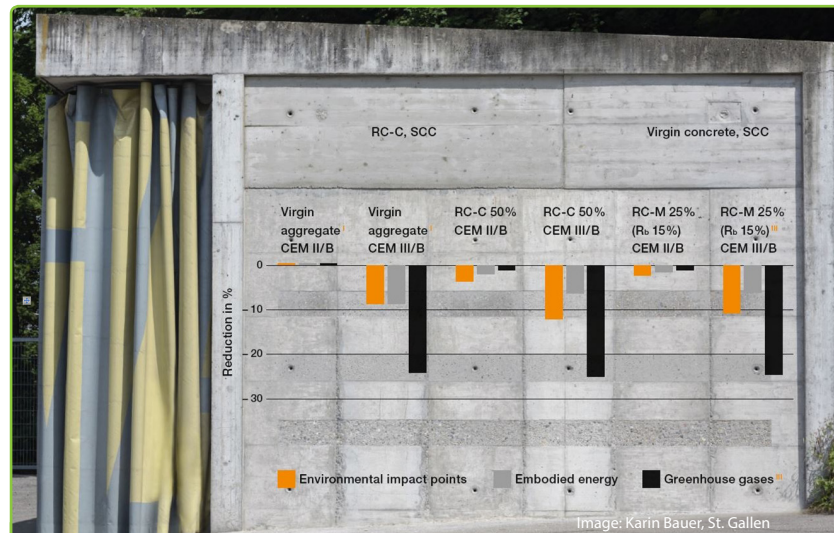 RC-C, SCC
Virgin concrete, SCC
Virgin
aggregate I
CEM II/B
Virgin
aggregate I
CEM III/B
RC-C 50%
CEM II/B
RC-C 50%
CEM III/B
RC-M 25%
(Rb 15%)
CEM II/B
RC-M 25%
(Rb 15%) III
CEM III/B
Reduction in %
0
10
20
30
Environmental impact points
Embodied energy
Greenhouse gases III
Image: Karin Bauer, St. Gallen